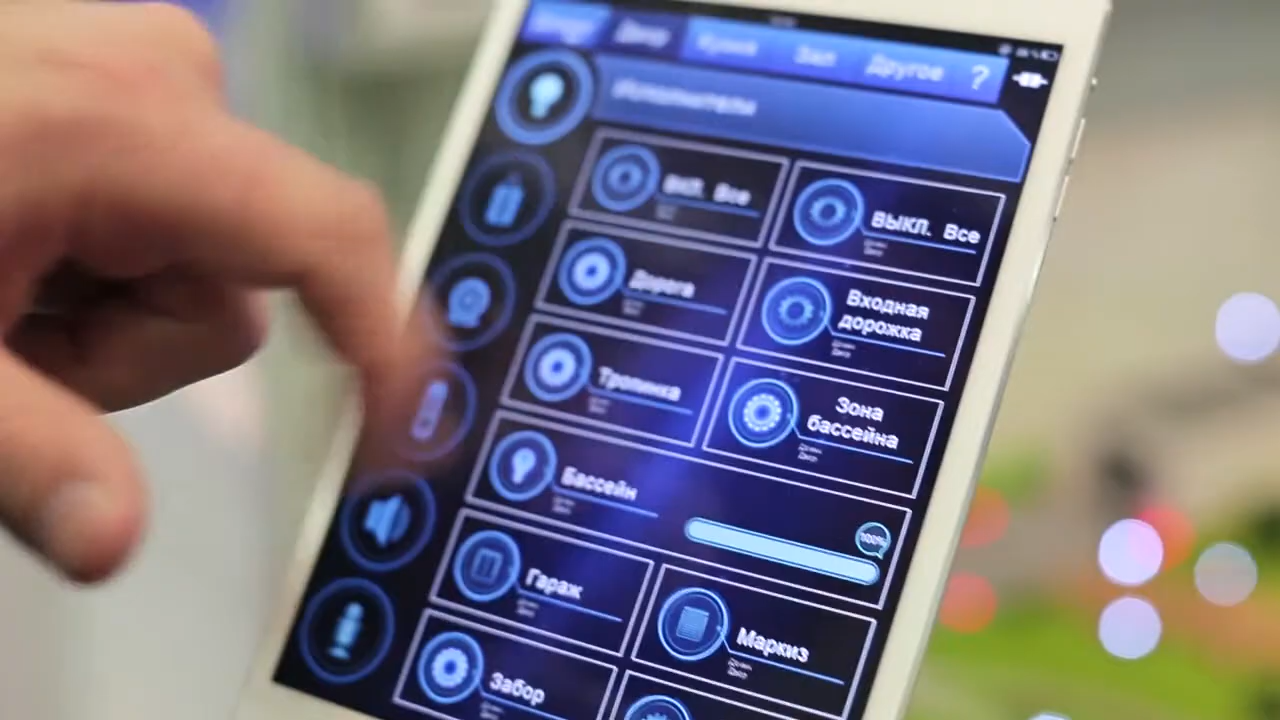 Двор Кухня Зал Другое ?
Исполнители
ВКЛ. Все
ВЫКЛ. Все
Дорога
Входная
дорожка
Тропинка
Зона
бассейна
Бассейн
100%
Гараж
Маркиз
Забор